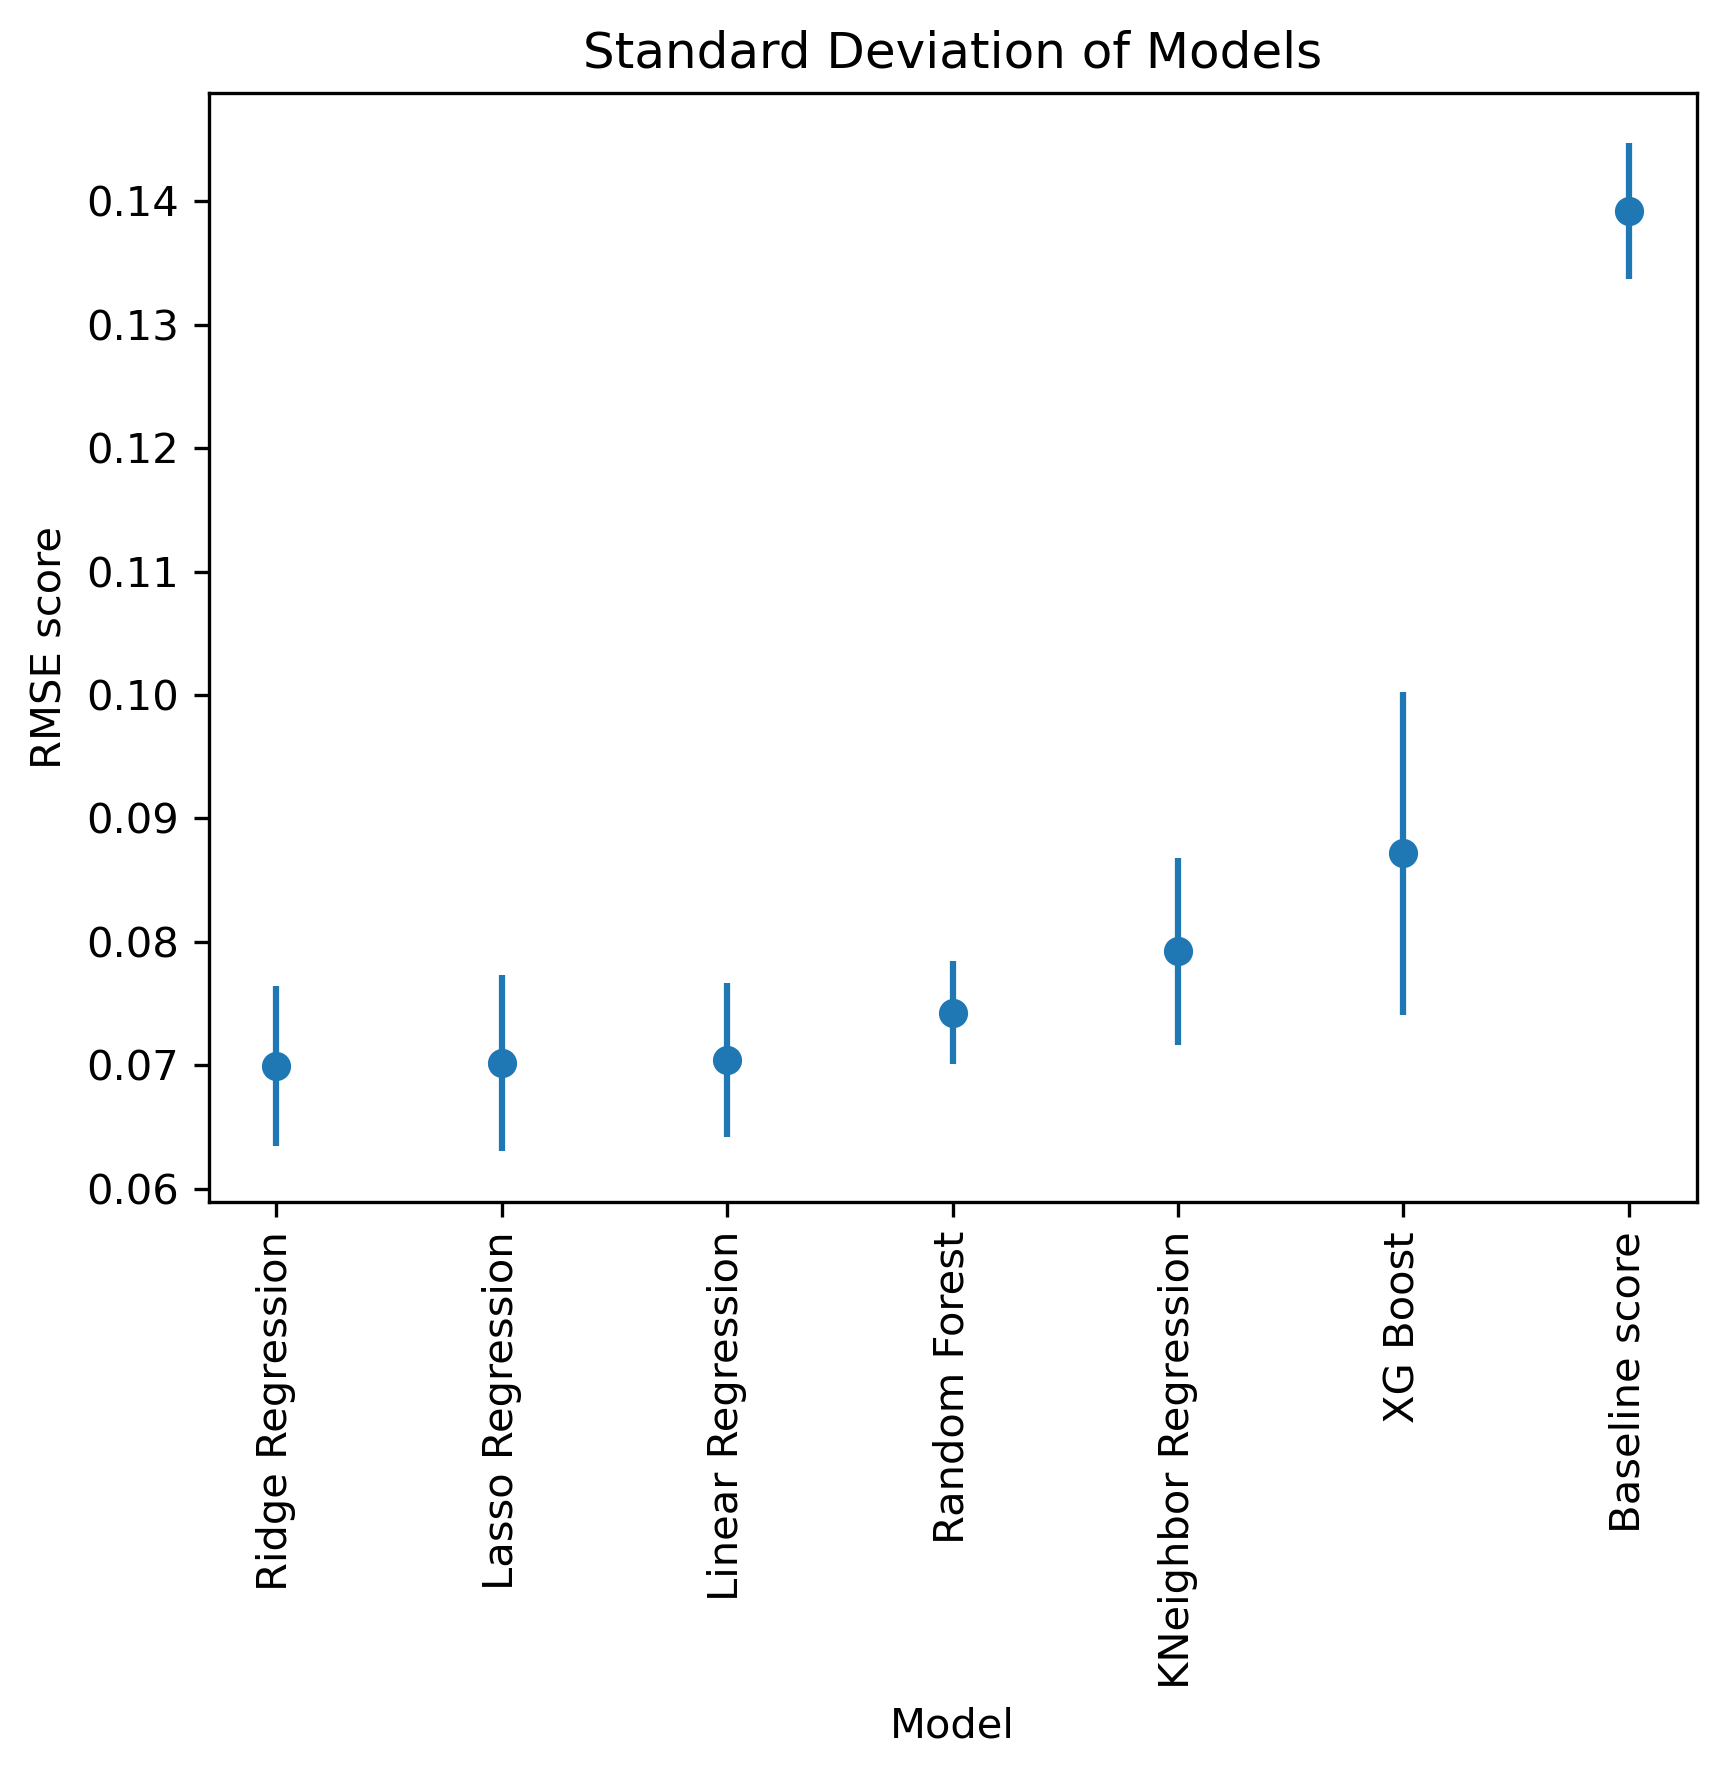 Standard Deviation of Models
RMSE score
0.14
0.13
0.12
0.11
0.10
0.09
0.08
0.07
0.06
Ridge Regression
Lasso Regression
Linear Regression
Random Forest
KNeighbor Regression
XG Boost
Baseline score
Model